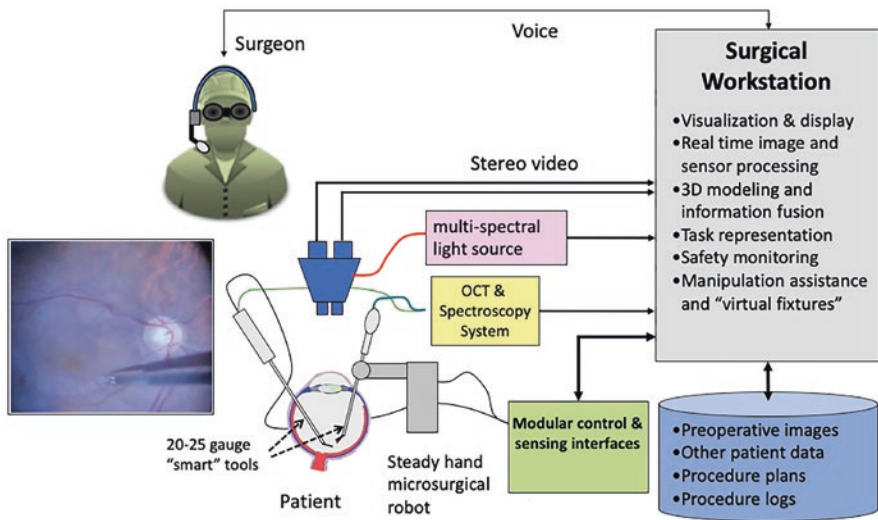 Voice
Surgeon
Surgical
Workstation
•Visualization & display
•Real time image and
sensor processing
•3D modeling and
information fusion
•Task representation
•Safety monitoring
•Manipulation assistance
and “virtual fixtures”
Stereo video
multi-spectral
light source
OCT &
Spectroscopy
System
Modular control &
sensing interfaces
20-25 gauge
“smart” tools
Patient
Steady hand
microsurgical
robot
•Preoperative images
•Other patient data
•Procedure plans
•Procedure logs